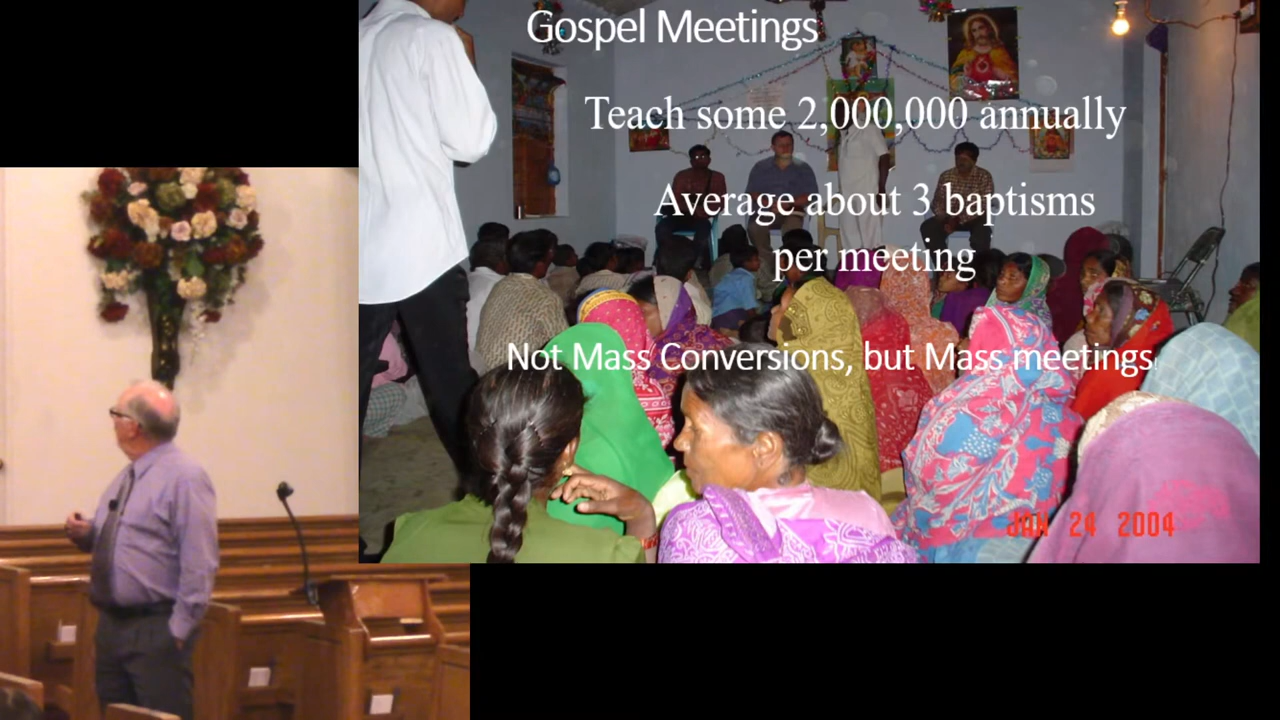 Gospel Meetings
Teach some 2,000,000 annually
Average about 3 baptisms
per meeting
Not Mass Conversions, but Mass meetings
JAN 24 2004